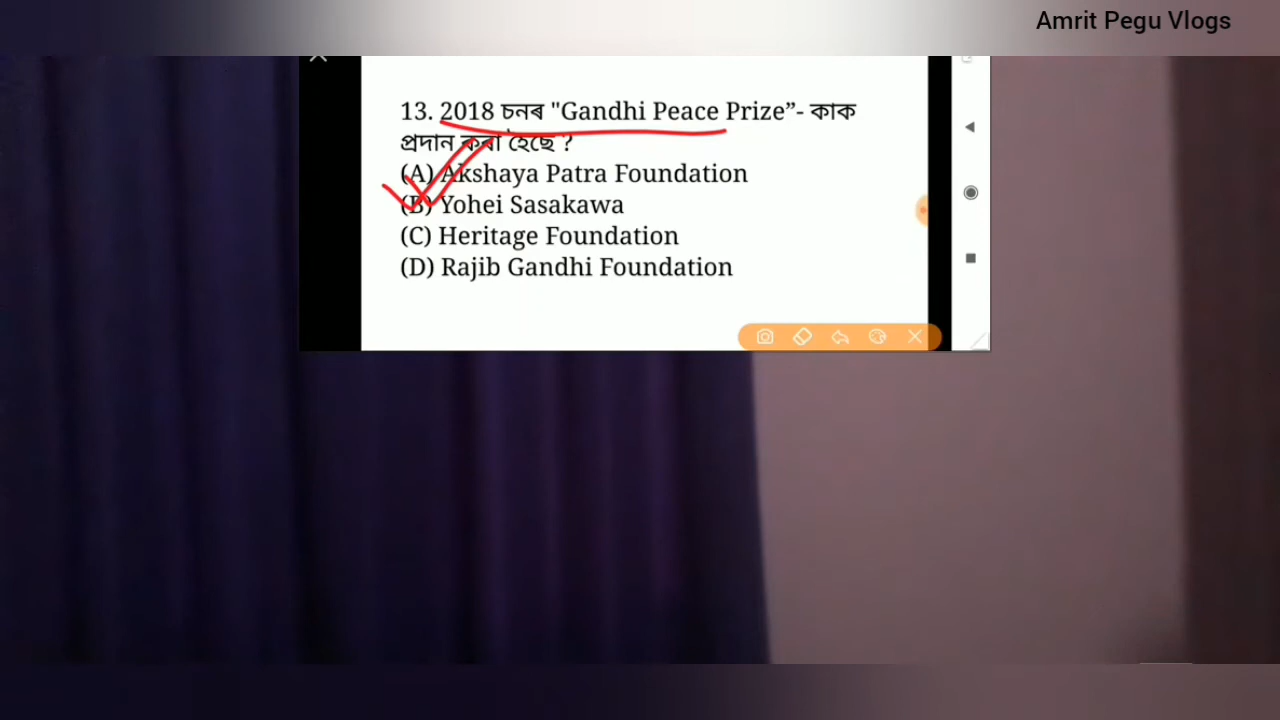 Amrit Pegu Vlogs
13. 2018 চনৰ "Gandhi Peace Prize”- কাক
প্ৰদান কৰা হৈছে ?
(A) Akshaya Patra Foundation
(B) Yohei Sasakawa
(C) Heritage Foundation
(D) Rajib Gandhi Foundation